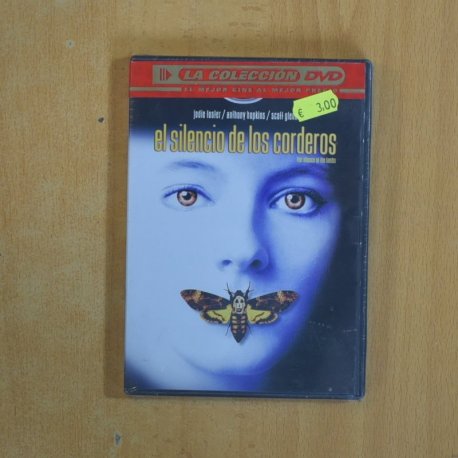 LA COLECCIÓN DVD
EL MEJOR CINE AL MEJOR PRECIO
€ 3,00
jodie foster / anthony hopkins / scott glenn
el silencio de los corderos
the silence of the lambs